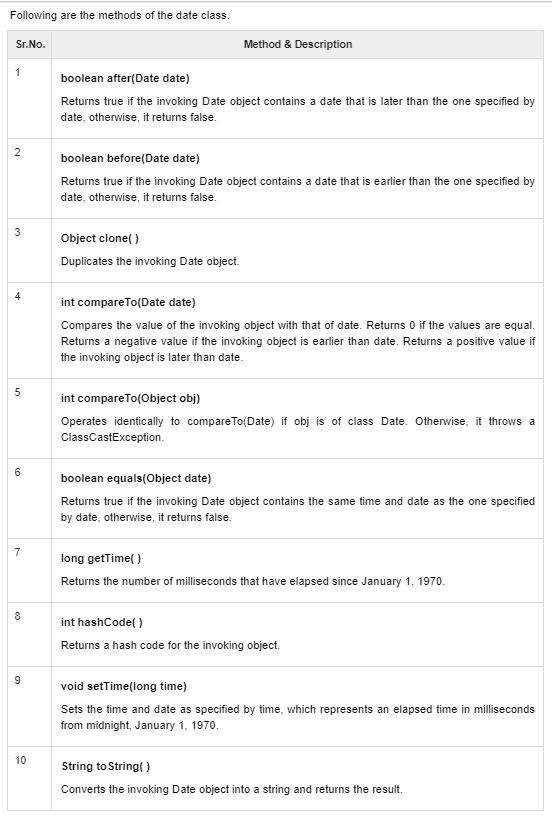 Following are the methods of the date class.
Sr.No. Method & Description
1
boolean after(Date date)
Returns true if the invoking Date object contains a date that is later than the one specified by
date, otherwise, it returns false.
2
boolean before(Date date)
Returns true if the invoking Date object contains a date that is earlier than the one specified by
date, otherwise, it returns false.
3
Object clone( )
Duplicates the invoking Date object.
4
int compareTo(Date date)
Compares the value of the invoking object with that of date. Returns 0 if the values are equal.
Returns a negative value if the invoking object is earlier than date. Returns a positive value if
the invoking object is later than date.
5
int compareTo(Object obj)
Operates identically to compareTo(Date) if obj is of class Date. Otherwise, it throws a
ClassCastException.
6
boolean equals(Object date)
Returns true if the invoking Date object contains the same time and date as the one specified
by date, otherwise, it returns false.
7
long getTime( )
Returns the number of milliseconds that have elapsed since January 1, 1970.
8
int hashCode( )
Returns a hash code for the invoking object.
9
void setTime(long time)
Sets the time and date as specified by time, which represents an elapsed time in milliseconds
from midnight, January 1, 1970.
10
String toString( )
Converts the invoking Date object into a string and returns the result.